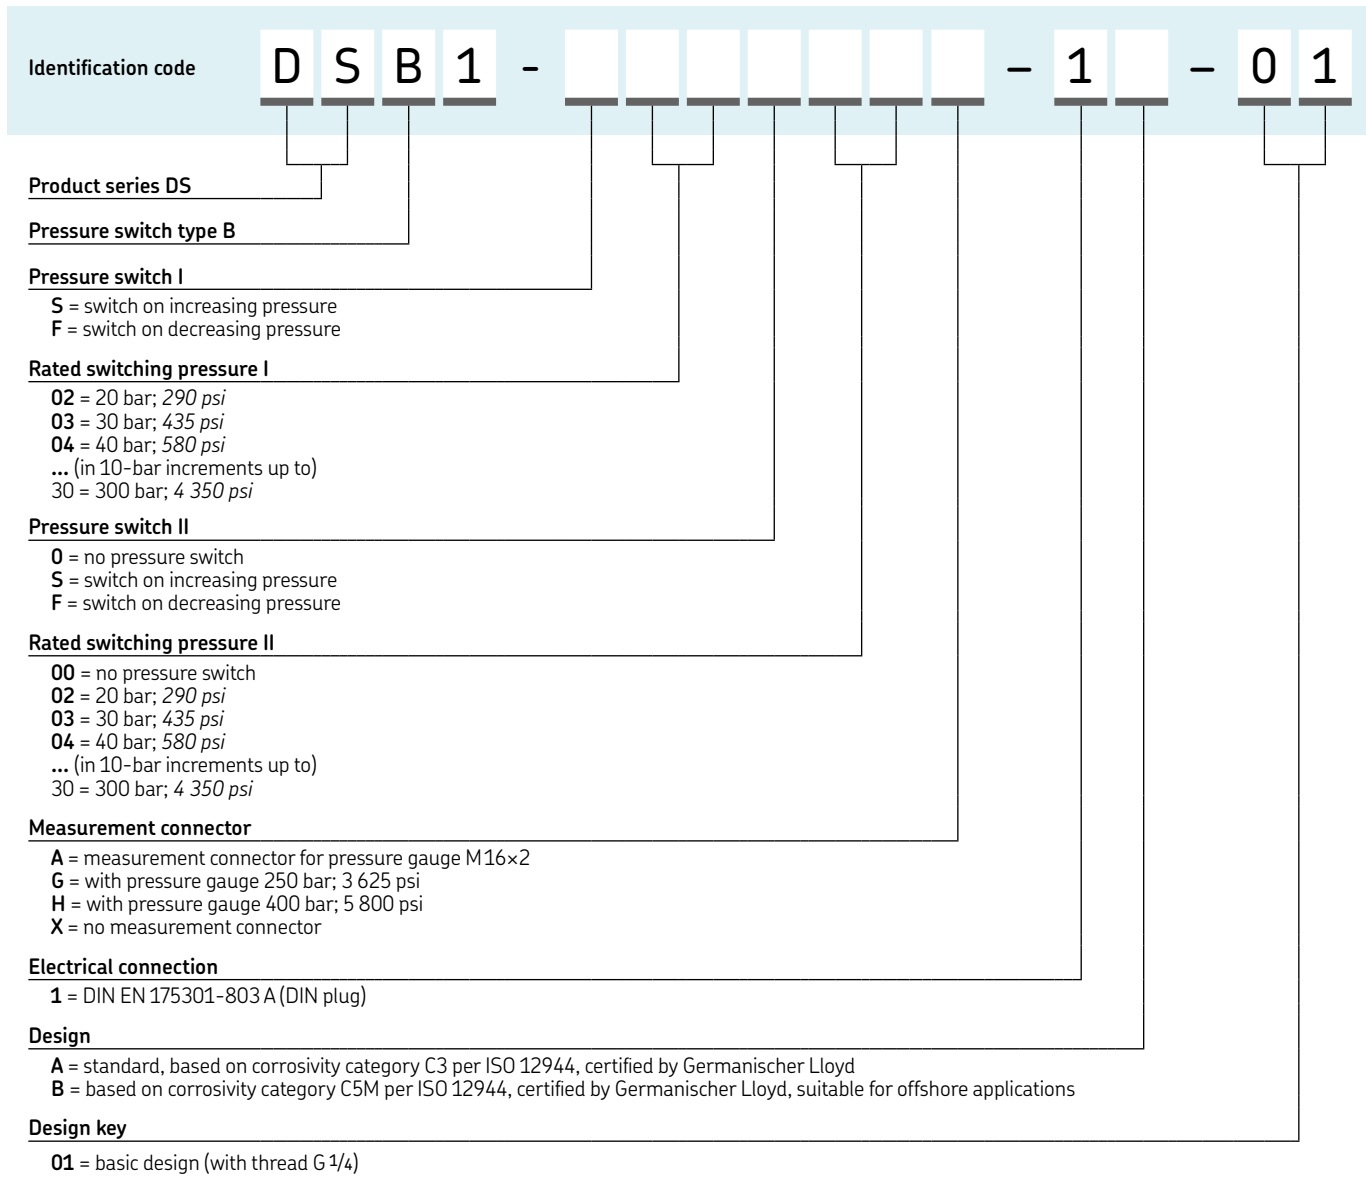 Identification code D S B 1 - – 1 – 0 1
Product series DS
Pressure switch type B
Pressure switch I
S = switch on increasing pressure
F = switch on decreasing pressure
Rated switching pressure I
02 = 20 bar; 290 psi
03 = 30 bar; 435 psi
04 = 40 bar; 580 psi
... (in 10-bar increments up to)
30 = 300 bar; 4 350 psi
Pressure switch II
0 = no pressure switch
S = switch on increasing pressure
F = switch on decreasing pressure
Rated switching pressure II
00 = no pressure switch
02 = 20 bar; 290 psi
03 = 30 bar; 435 psi
04 = 40 bar; 580 psi
... (in 10-bar increments up to)
30 = 300 bar; 4 350 psi
Measurement connector
A = measurement connector for pressure gauge M16×2
G = with pressure gauge 250 bar; 3 625 psi
H = with pressure gauge 400 bar; 5 800 psi
X = no measurement connector
Electrical connection
1 = DIN EN 175301-803 A (DIN plug)
Design
A = standard, based on corrosivity category C3 per ISO 12944, certified by Germanischer Lloyd
B = based on corrosivity category C5M per ISO 12944, certified by Germanischer Lloyd, suitable for offshore applications
Design key
01 = basic design (with thread G 1/4)